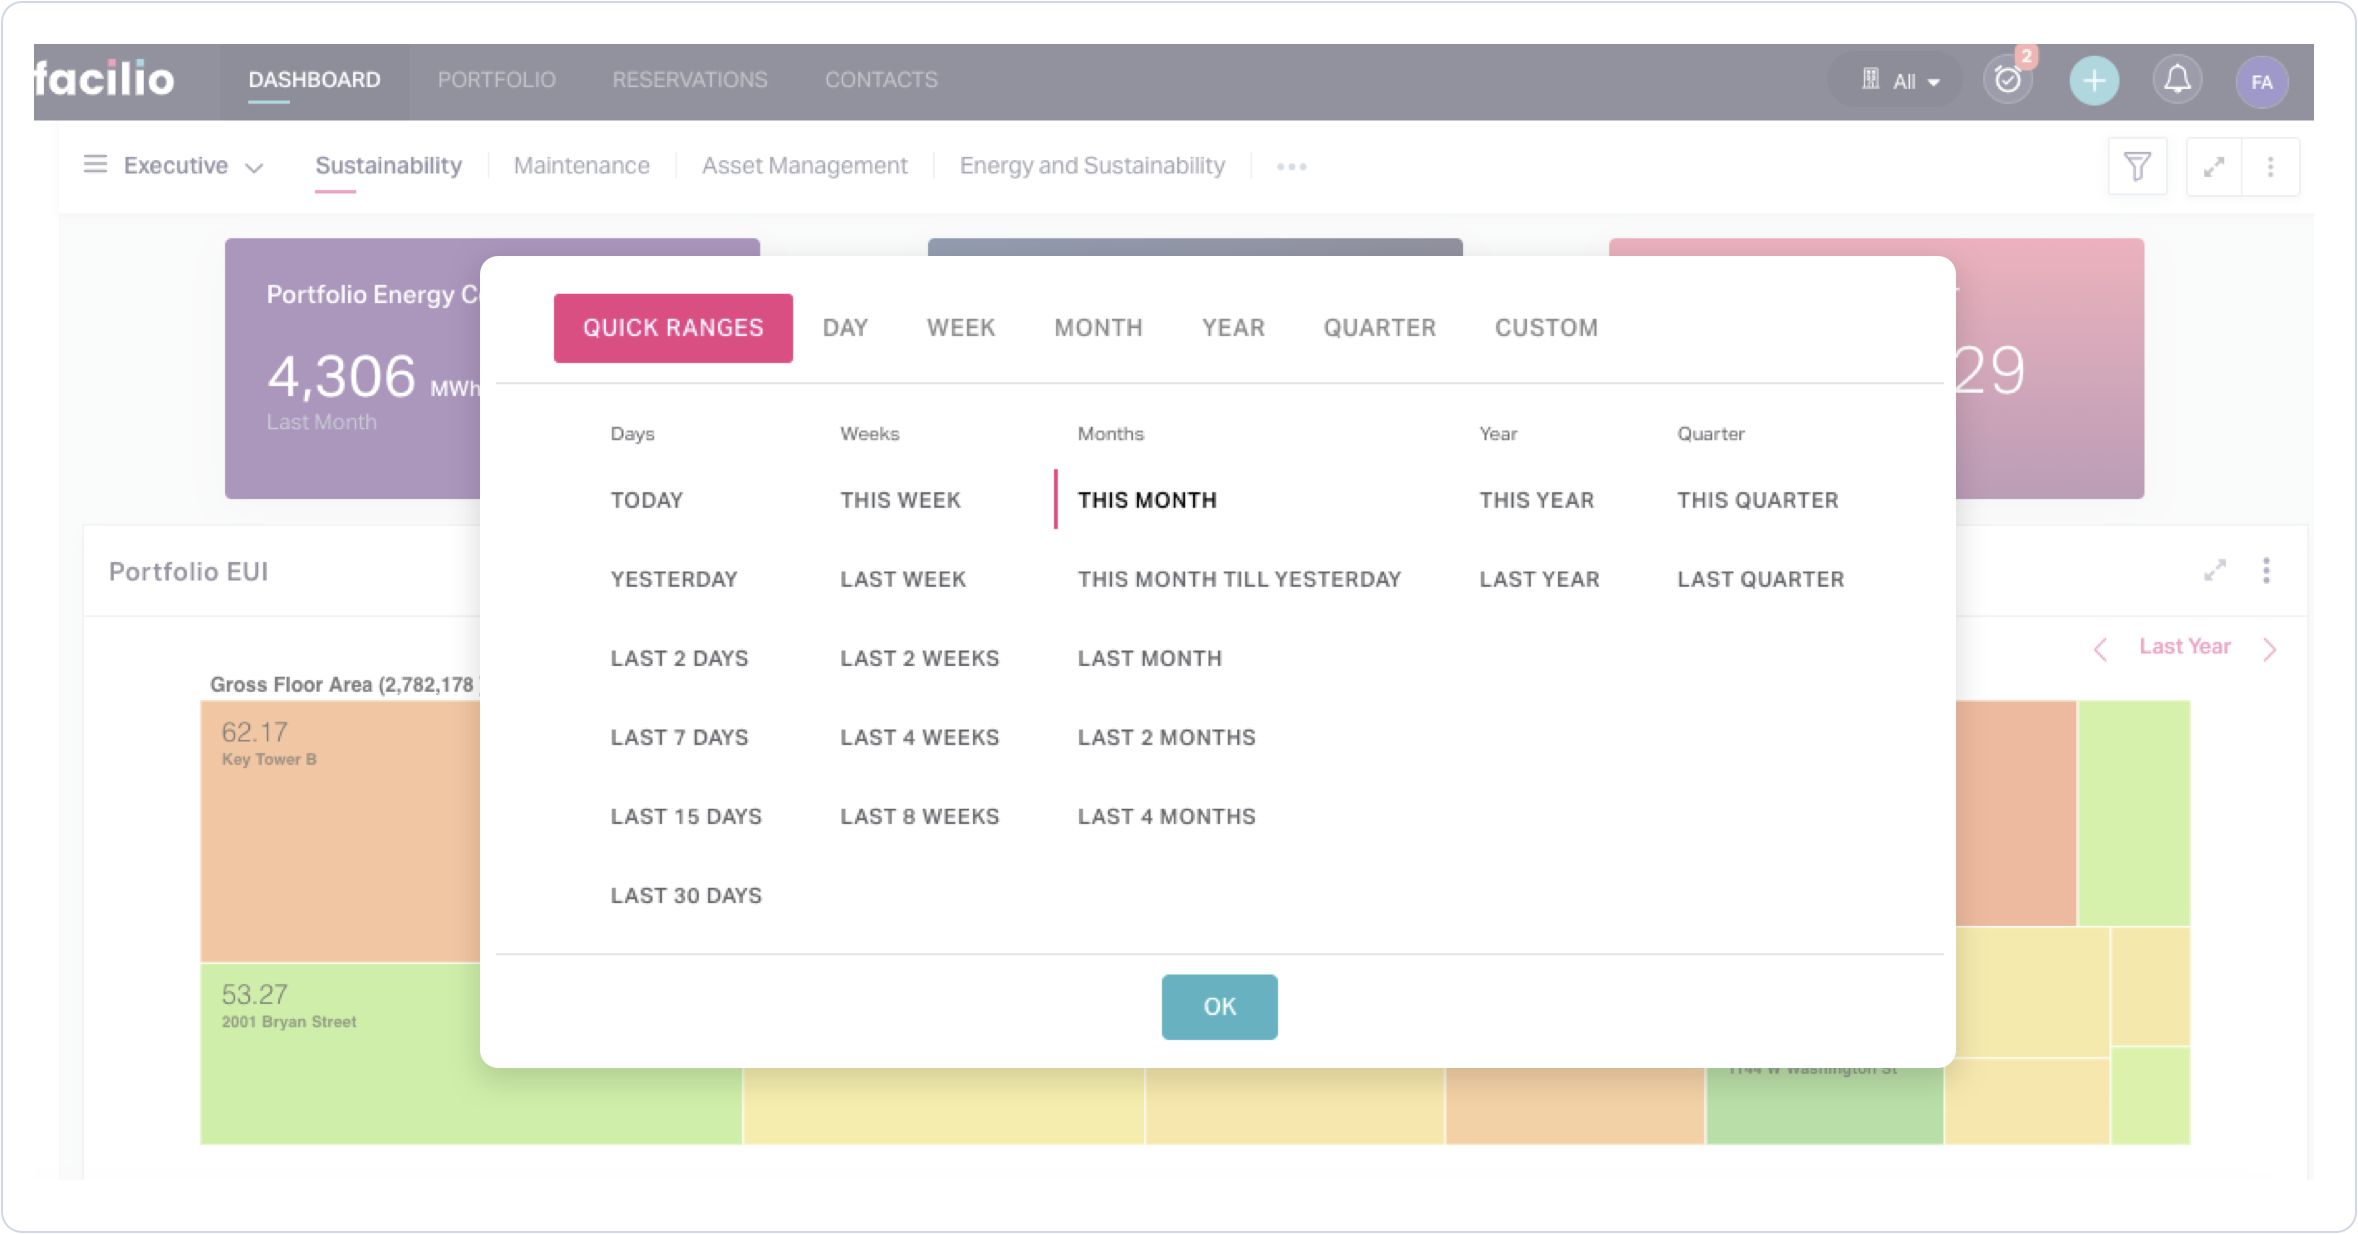 facilio DASHBOARD PORTFOLIO RESERVATIONS CONTACTS All 2 FA
Executive Sustainability Maintenance Asset Management Energy and Sustainability
Portfolio Energy
4,306 MWh
Last Month
29
QUICK RANGES DAY WEEK MONTH YEAR QUARTER CUSTOM
Days Weeks Months Year Quarter
TODAY THIS WEEK THIS MONTH THIS YEAR THIS QUARTER
YESTERDAY LAST WEEK THIS MONTH TILL YESTERDAY LAST YEAR LAST QUARTER
LAST 2 DAYS LAST 2 WEEKS LAST MONTH
LAST 7 DAYS LAST 4 WEEKS LAST 2 MONTHS
LAST 15 DAYS LAST 8 WEEKS LAST 4 MONTHS
LAST 30 DAYS
OK
Portfolio EUI
Last Year
Gross Floor Area (2,782,178
62.17
Key Tower B
53.27
2001 Bryan Street
1144 W Washington St